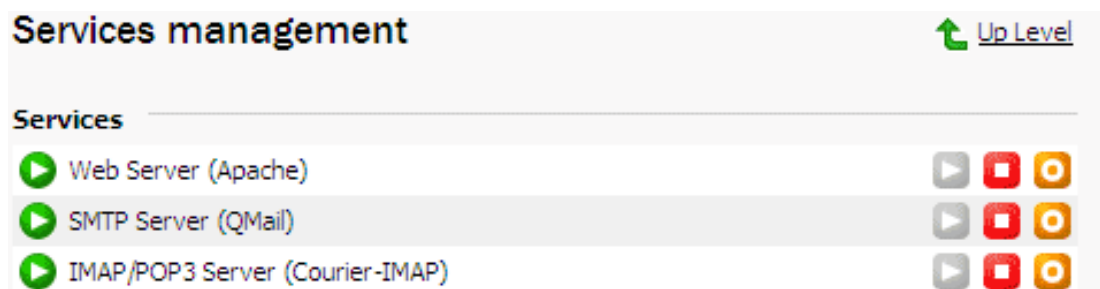 Services management
Up Level
Services
Web Server (Apache)
SMTP Server (QMail)
IMAP/POP3 Server (Courier-IMAP)